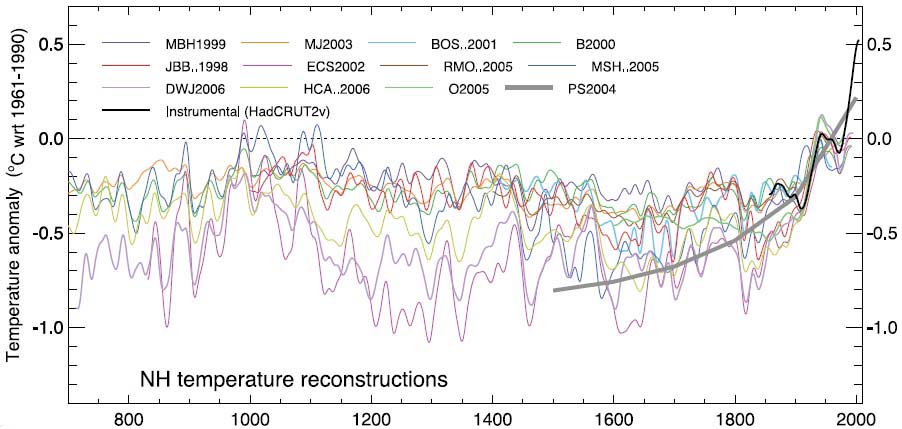 0.5
0.0
-0.5
-1.0
Temperature anomaly (°C wrt 1961-1990)
MBH1999 MJ2003 BOS..2001 B2000
JBB..1998 ECS2002 RMO..2005 MSH..2005
DWJ2006 HCA..2006 O2005 PS2004
Instrumental (HadCRUT2v)
0.5
0.0
-0.5
-1.0
NH temperature reconstructions
800 1000 1200 1400 1600 1800 2000